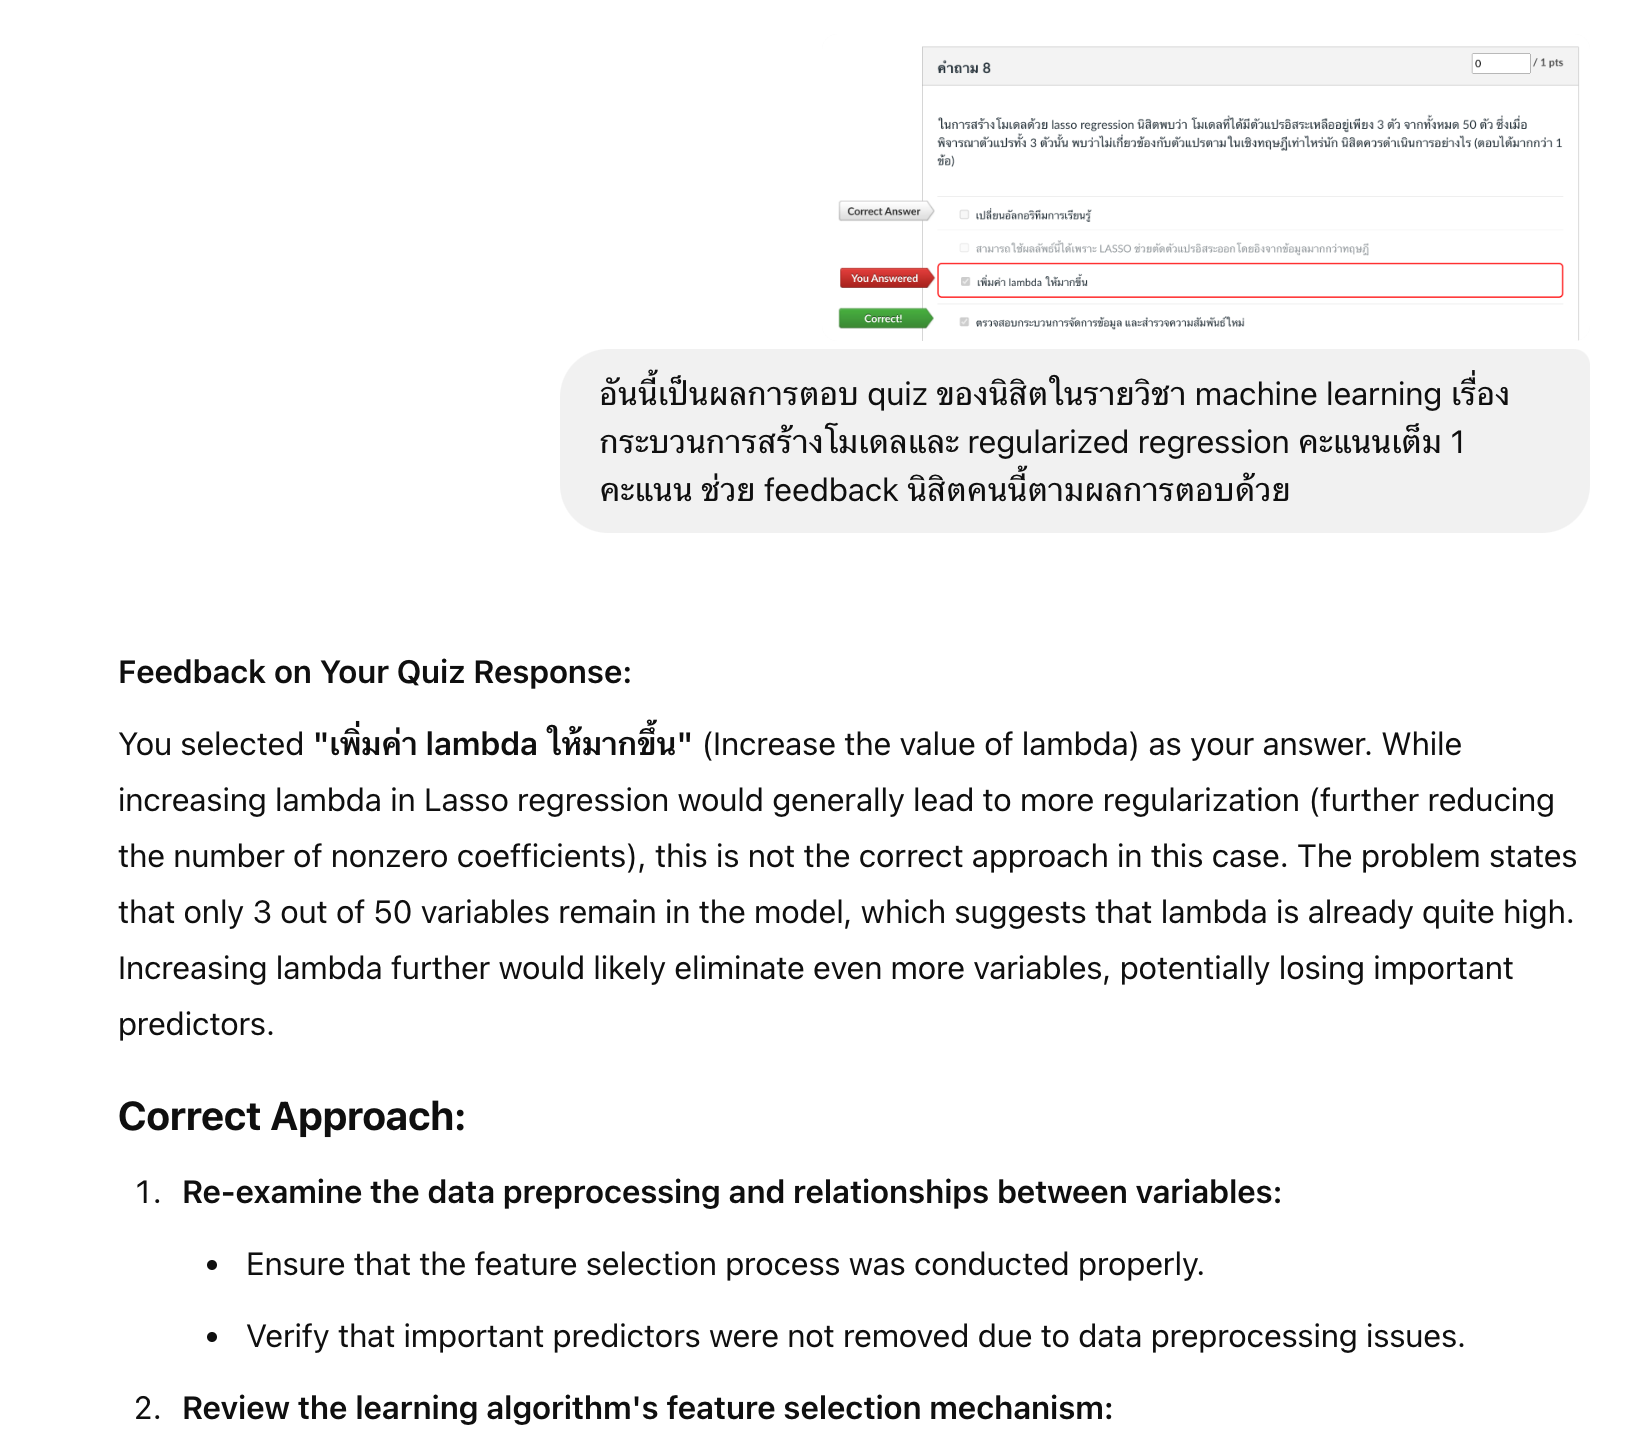 คำถาม 8
0 / 1 pts
ในการสร้างโมเดลด้วย lasso regression นิสิตพบว่า โมเดลที่ได้มีตัวแปรอิสระเหลืออยู่เพียง 3 ตัว จากทั้งหมด 50 ตัว ซึ่งเมื่อ
พิจารณาตัวแปรทั้ง 3 ตัวนั้น พบว่าไม่เกี่ยวข้องกับตัวแปรตามในเชิงทฤษฎีเท่าไหร่นัก นิสิตควรดำเนินการอย่างไร (ตอบได้มากกว่า 1
ข้อ)
Correct Answer
เปลี่ยนอัลกอริทึมการเรียนรู้
สามารถใช้ผลลัพธ์นี้ได้เพราะ LASSO ช่วยตัดตัวแปรอิสระออกโดยอิงจากข้อมูลมากกว่าทฤษฎี
You Answered
เพิ่มค่า lambda ให้มากขึ้น
Correct!
ตรวจสอบกระบวนการจัดการข้อมูล และสำรวจความสัมพันธ์ใหม่
อันนี้เป็นผลการตอบ quiz ของนิสิตในรายวิชา machine learning เรื่อง
กระบวนการสร้างโมเดลและ regularized regression คะแนนเต็ม 1
คะแนน ช่วย feedback นิสิตคนนี้ตามผลการตอบด้วย
Feedback on Your Quiz Response:
You selected "เพิ่มค่า lambda ให้มากขึ้น" (Increase the value of lambda) as your answer. While
increasing lambda in Lasso regression would generally lead to more regularization (further reducing
the number of nonzero coefficients), this is not the correct approach in this case. The problem states
that only 3 out of 50 variables remain in the model, which suggests that lambda is already quite high.
Increasing lambda further would likely eliminate even more variables, potentially losing important
predictors.
Correct Approach:
1. Re-examine the data preprocessing and relationships between variables:
• Ensure that the feature selection process was conducted properly.
• Verify that important predictors were not removed due to data preprocessing issues.
2. Review the learning algorithm's feature selection mechanism: